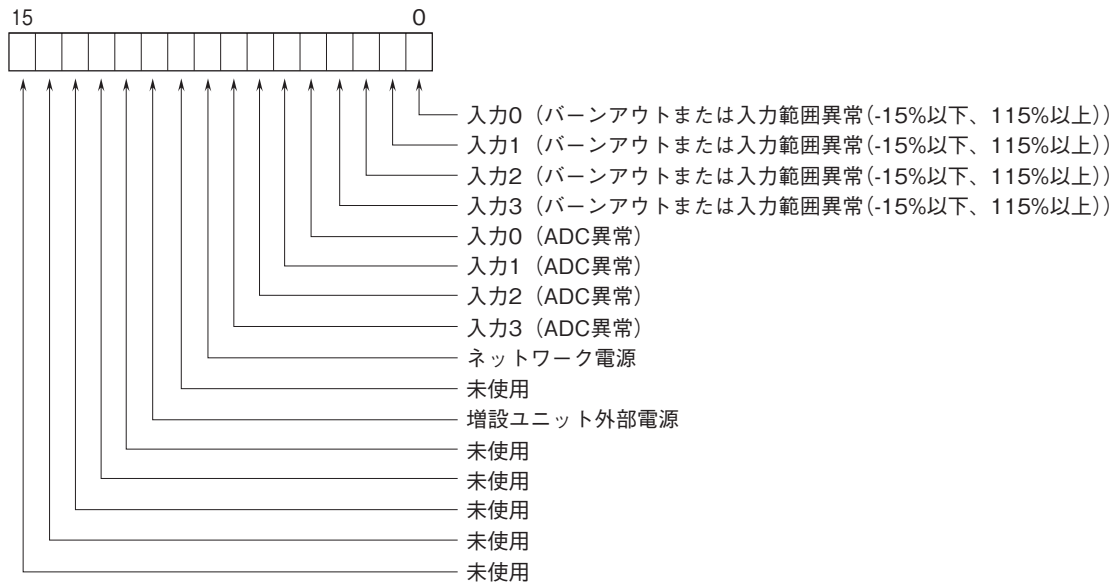 15 0
入力0（バーンアウトまたは入力範囲異常(-15%以下、115%以上)）
入力1（バーンアウトまたは入力範囲異常(-15%以下、115%以上)）
入力2（バーンアウトまたは入力範囲異常(-15%以下、115%以上)）
入力3（バーンアウトまたは入力範囲異常(-15%以下、115%以上)）
入力0（ADC異常）
入力1（ADC異常）
入力2（ADC異常）
入力3（ADC異常）
ネットワーク電源
未使用
増設ユニット外部電源
未使用
未使用
未使用
未使用
未使用